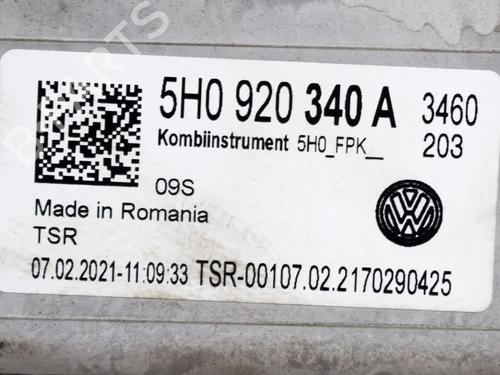 5H0 920 340 A 3460
Kombiinstrument 5H0_FPK__ 203
09S
Made in Romania
TSR
07.02.2021-11:09:33 TSR-00107.02.2170290425